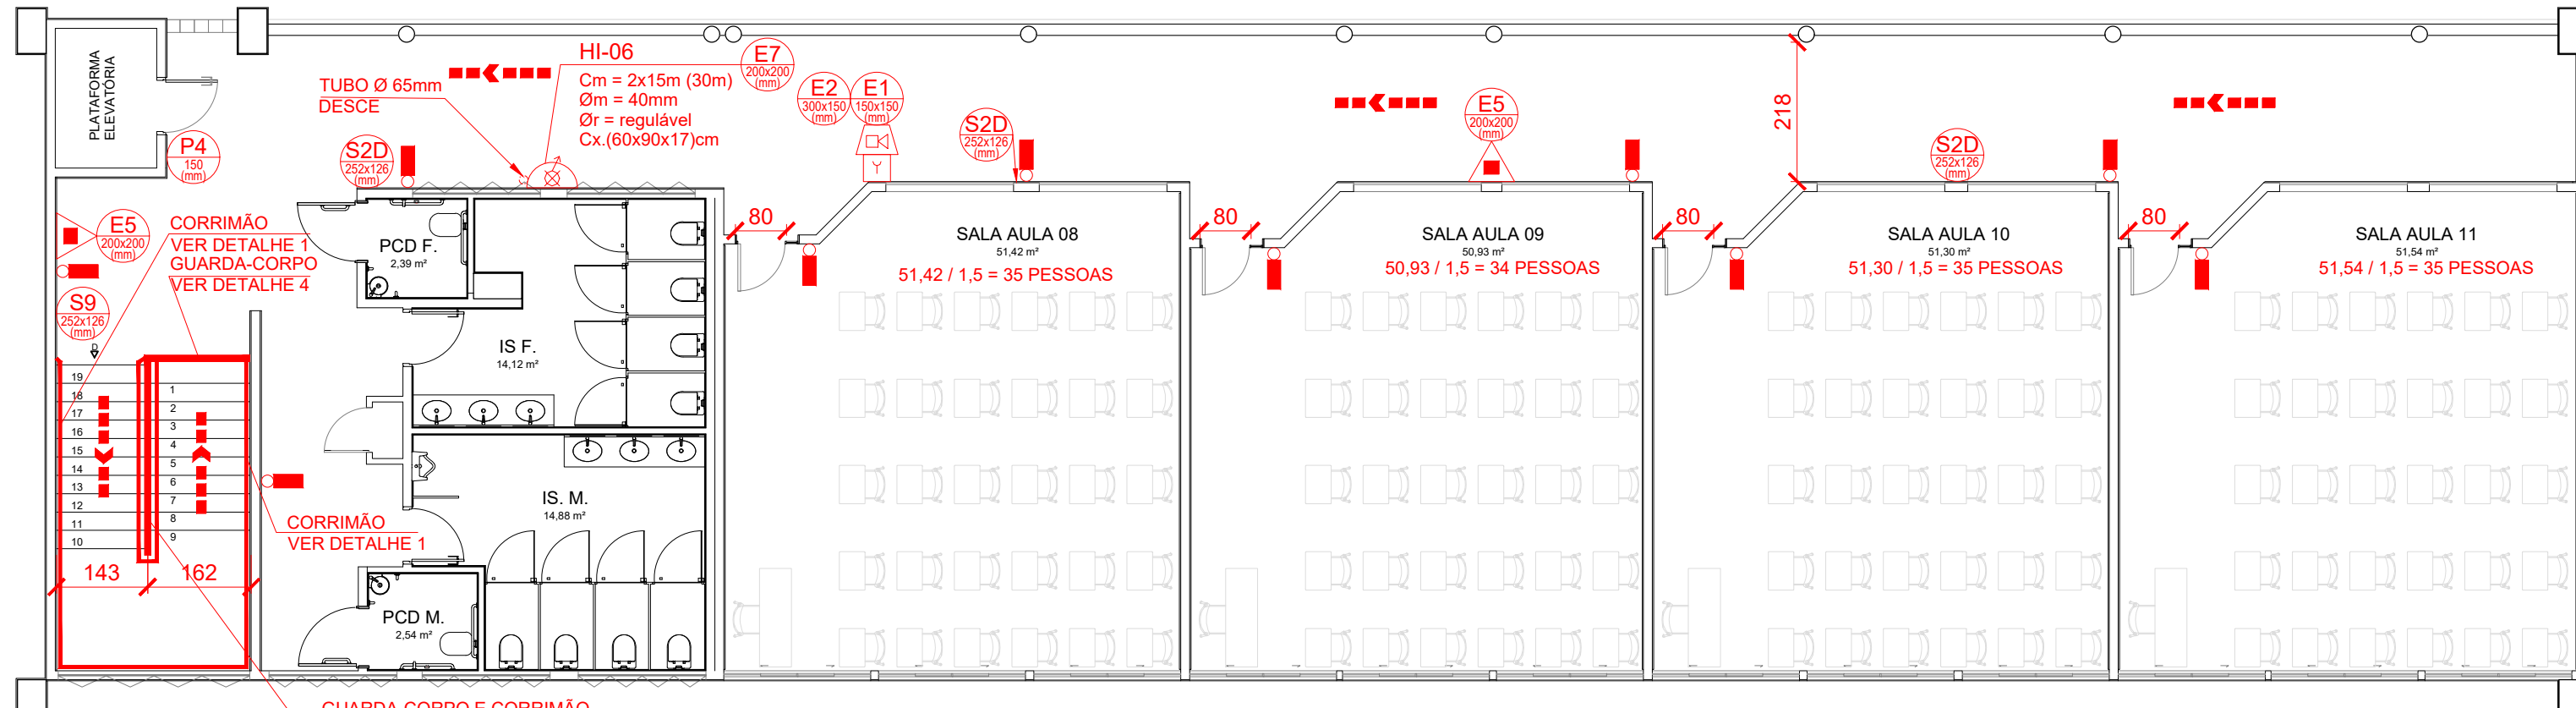 PLATAFORMA
ELEVATÓRIA
P4
150
(mm)
TUBO Ø 65mm
DESCE
HI-06
Cm = 2x15m (30m)
Øm = 40mm
Ør = regulável
Cx.(60x90x17)cm
E7
200x200
(mm)
E2
300x150
(mm)
E1
150x150
(mm)
S2D
252x126
(mm)
S2D
252x126
(mm)
E5
200x200
(mm)
218
S2D
252x126
(mm)
E5
200x200
(mm)
S9
252x126
(mm)
CORRIMÃO
VER DETALHE 1
GUARDA-CORPO
VER DETALHE 4
PCD F.
2,39 m²
IS F.
14,12 m²
IS. M.
14,88 m²
PCD M.
2,54 m²
80
SALA AULA 08
51,42 m²
51,42 / 1,5 = 35 PESSOAS
80
SALA AULA 09
50,93 m²
50,93 / 1,5 = 34 PESSOAS
80
SALA AULA 10
51,30 m²
51,30 / 1,5 = 35 PESSOAS
80
SALA AULA 11
51,54 m²
51,54 / 1,5 = 35 PESSOAS
D
19
18
17
16
15
14
13
12
11
10
1
2
3
4
5
6
7
8
9
143
162
CORRIMÃO
VER DETALHE 1
GUARDA-CORPO E CORRIMÃO